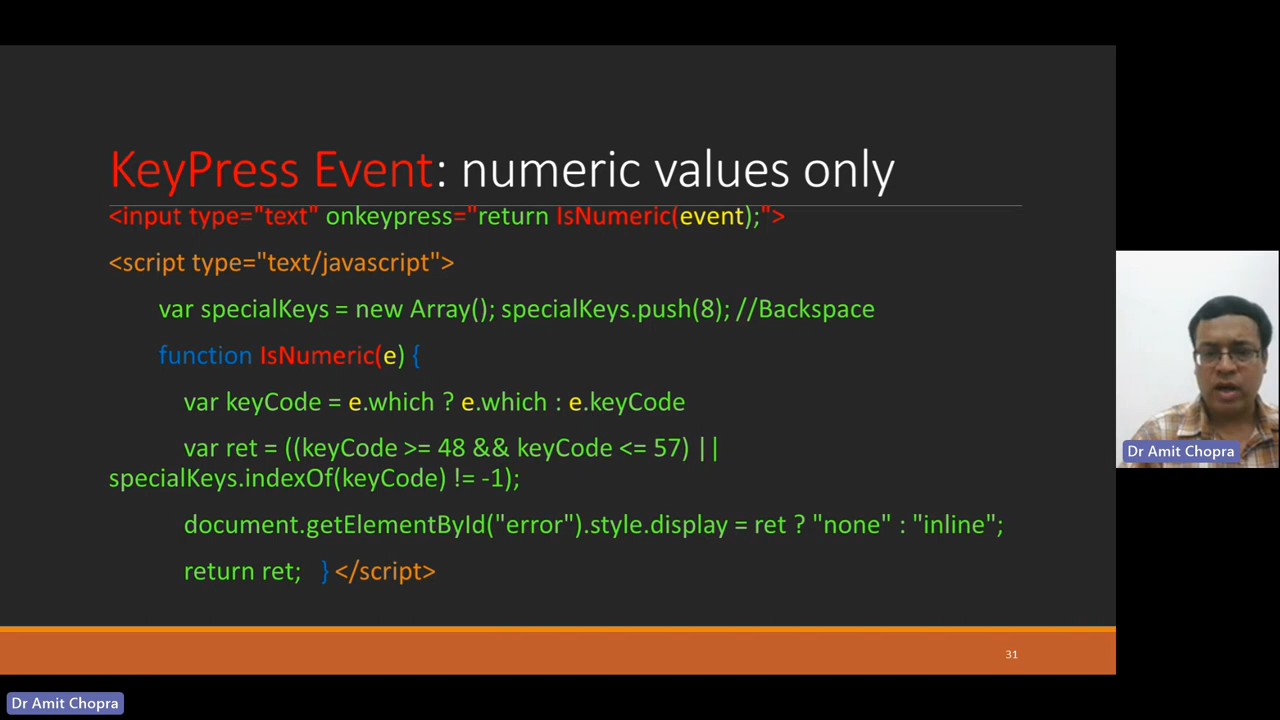 KeyPress Event: numeric values only
<input type="text" onkeypress="return IsNumeric(event);">
<script type="text/javascript">
var specialKeys = new Array(); specialKeys.push(8); //Backspace
function IsNumeric(e) {
var keyCode = e.which ? e.which : e.keyCode
var ret = ((keyCode >= 48 && keyCode <= 57) ||
specialKeys.indexOf(keyCode) != -1);
document.getElementById("error").style.display = ret ? "none" : "inline";
return ret; } </script>
31
Dr Amit Chopra
Dr Amit Chopra